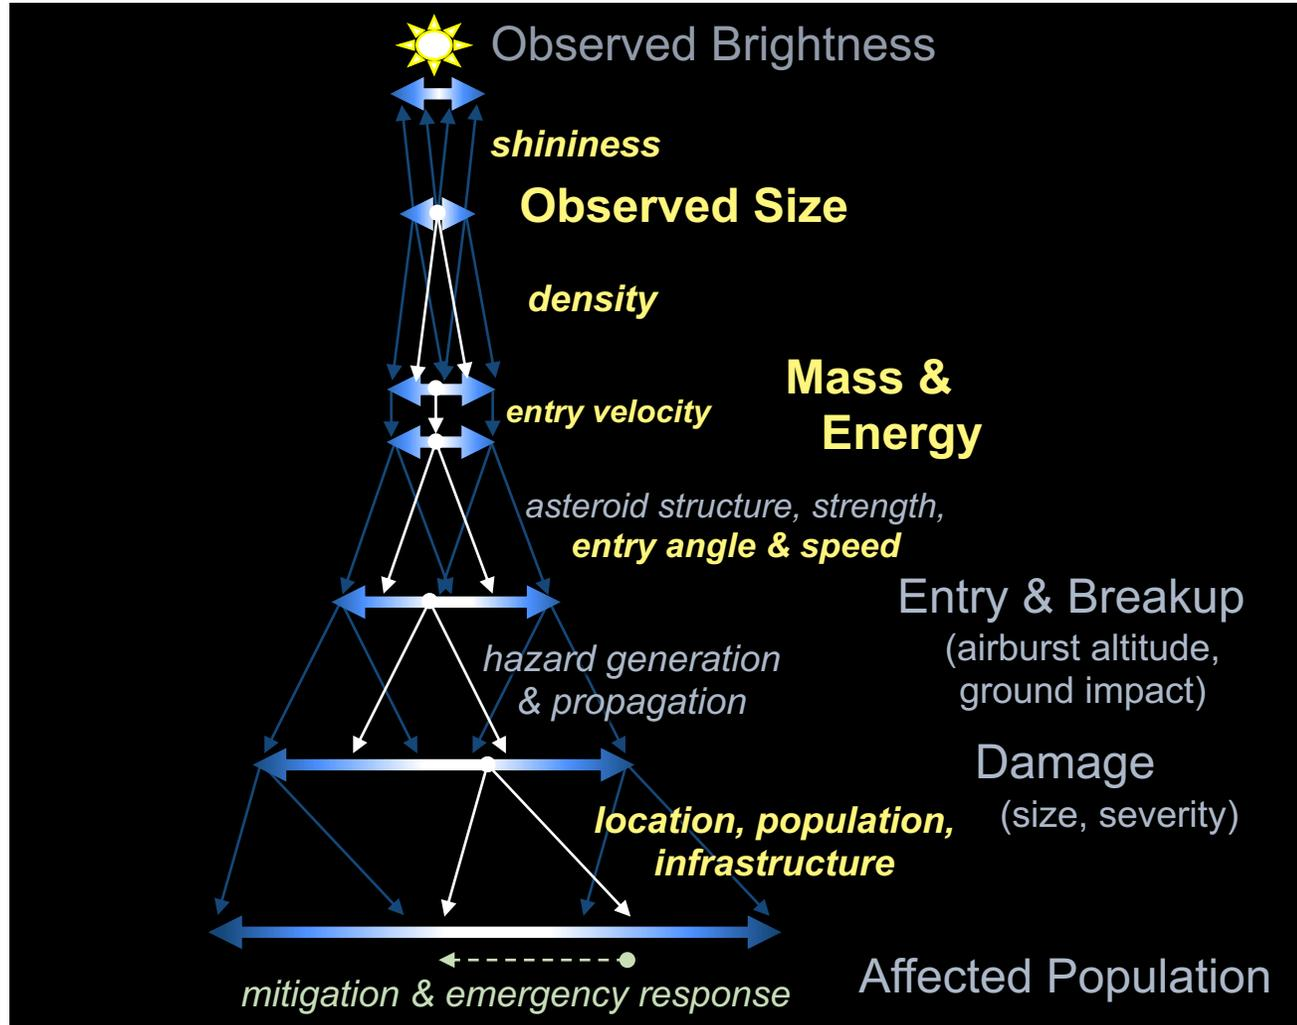 Observed Brightness
shininess
Observed Size
density
Mass &
Energy
entry velocity
asteroid structure, strength,
entry angle & speed
Entry & Breakup
(airburst altitude,
ground impact)
hazard generation
& propagation
Damage
(size, severity)
location, population,
infrastructure
Affected Population
mitigation & emergency response